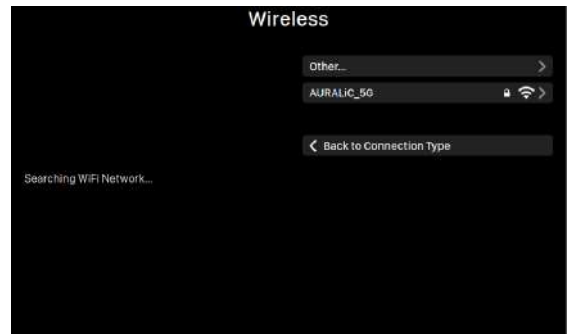 Wireless
Other...
AURALiC_5G
Back to Connection Type
Searching WiFi Network...